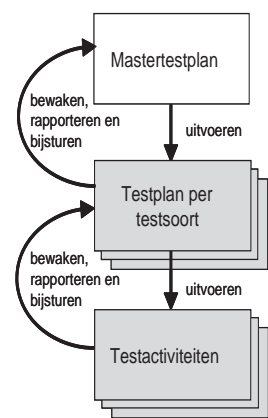 Mastertestplan
bewaken,
rapporteren en
bijsturen
uitvoeren
Testplan per
testsoort
bewaken,
rapporteren en
bijsturen
uitvoeren
Testactiviteiten